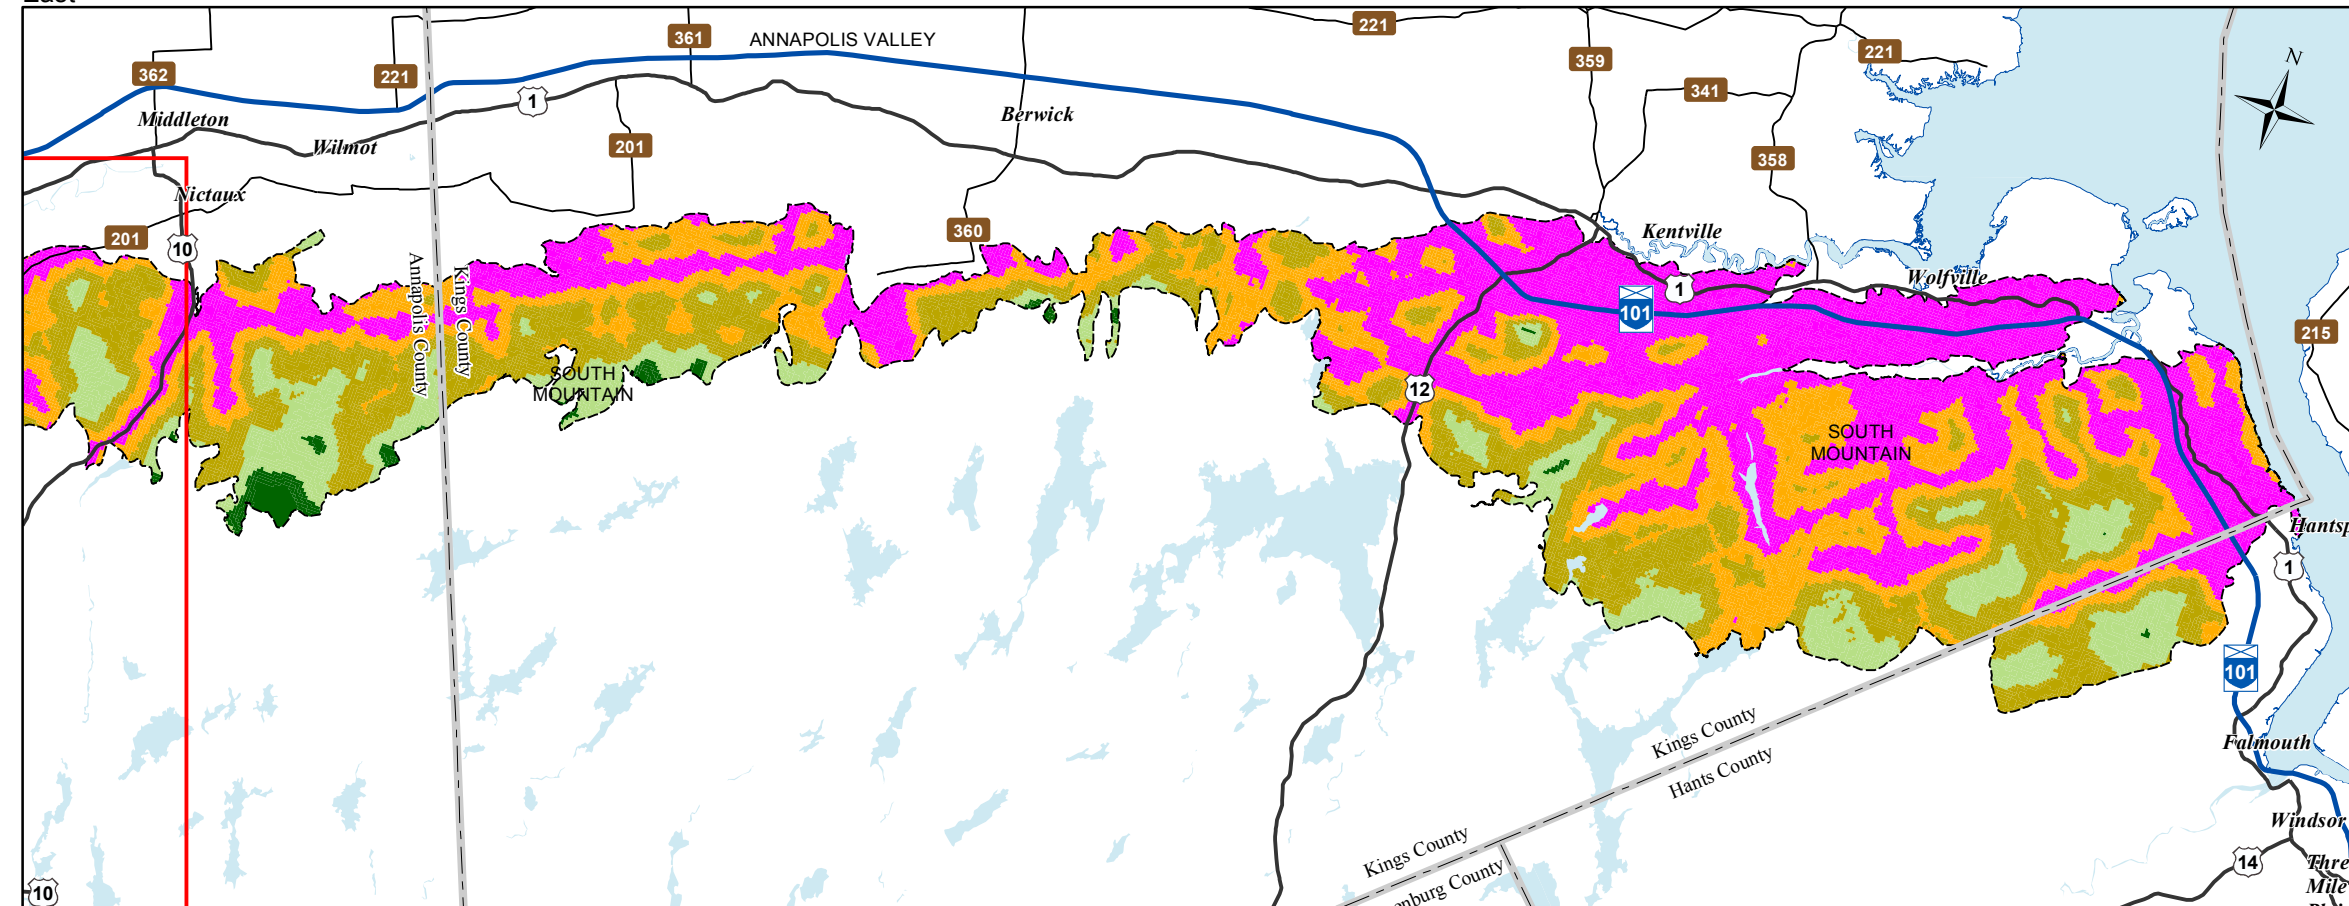 East
221
361
ANNAPOLIS VALLEY
362
221
359
221
N
1
341
Middleton
Berwick
Wilmot
201
358
Nictaux
201
10
360
Kentville
Wolfville
Annapolis County
Kings County
1
101
215
SOUTH
MOUNTAIN
12
SOUTH
MOUNTAIN
Hantsp
1
101
Kings County
Hants County
Falmouth
Windsor
Kings County
enburg County
14
Thre
Mile
10